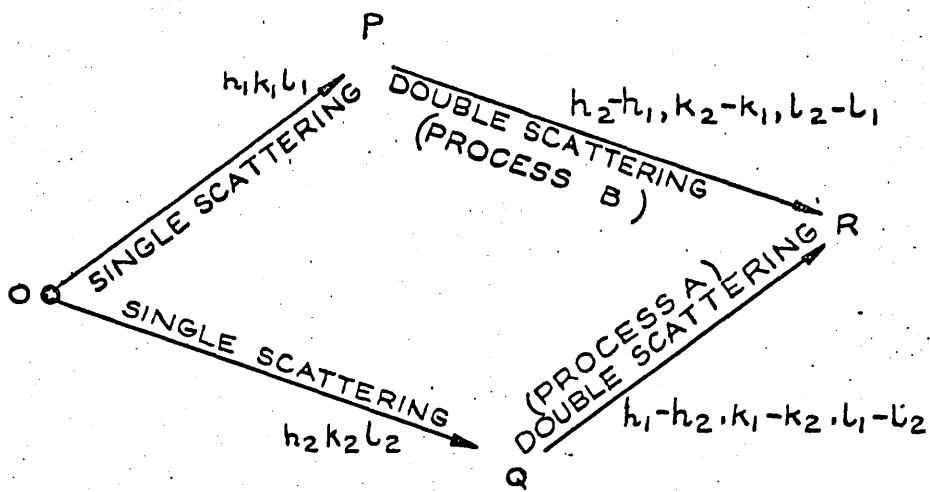 P
h₁k₁l₁
SINGLE SCATTERING
DOUBLE SCATTERING
(PROCESS B)
h₂-h₁, k₂-k₁, l₂-l₁
R
O
SINGLE SCATTERING
h₂k₂l₂
(PROCESS A)
DOUBLE SCATTERING
h₁-h₂, k₁-k₂, l₁-l₂
Q